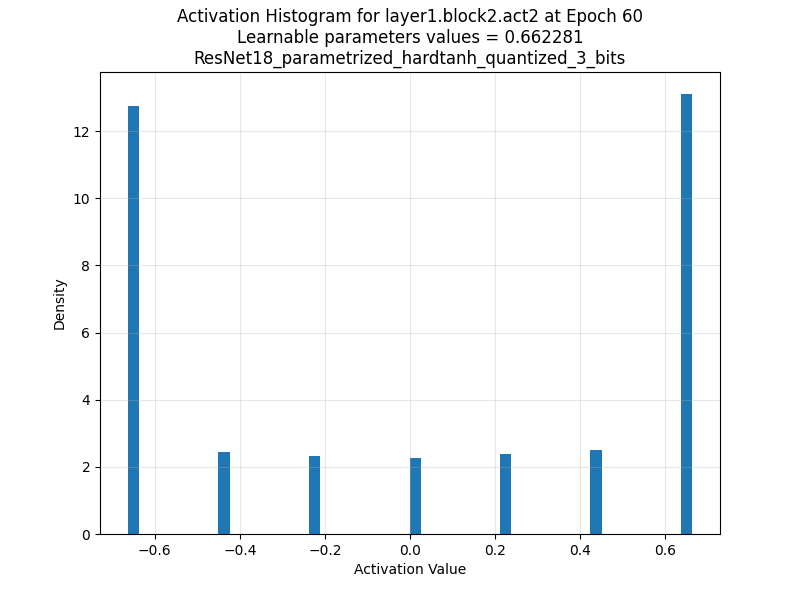 Activation Histogram for layer1.block2.act2 at Epoch 60
Learnable parameters values = 0.662281
ResNet18_parametrized_hardtanh_quantized_3_bits
12
10
8
6
4
2
0
Density
−0.6 −0.4 −0.2 0.0 0.2 0.4 0.6
Activation Value